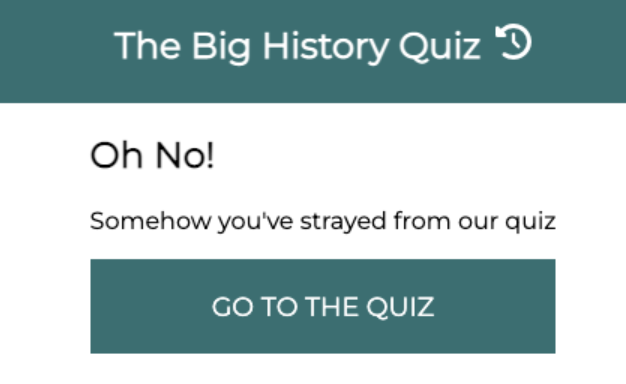 The Big History Quiz
Oh No!
Somehow you've strayed from our quiz
GO TO THE QUIZ